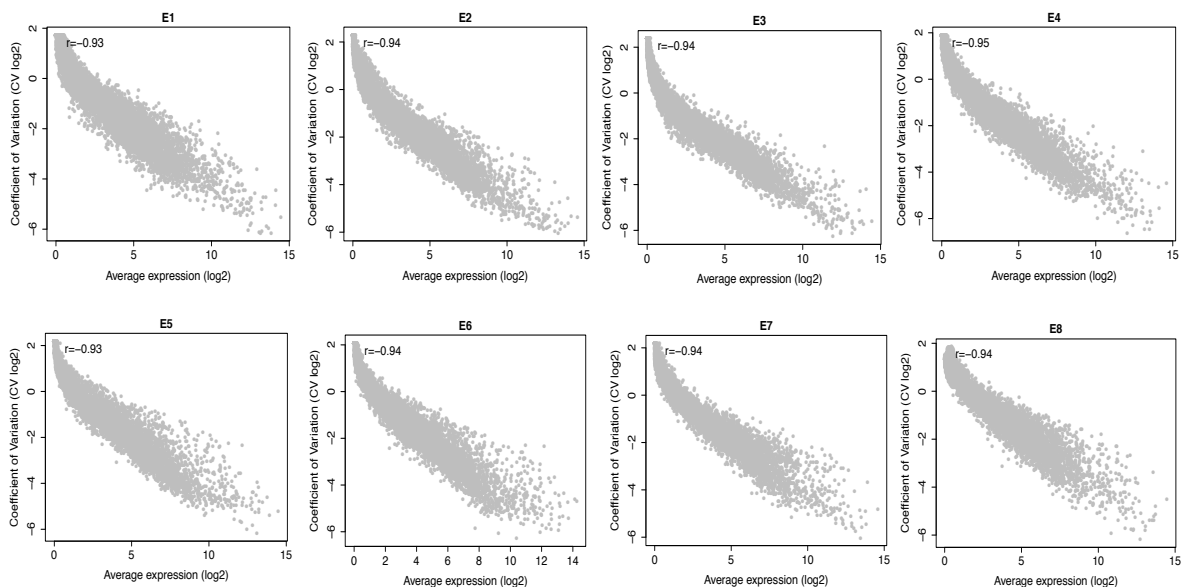 E1
r=−0.93
Coefficient of Variation (CV log2)
2
0
−2
−4
−6
0 5 10 15
Average expression (log2)
E2
r=−0.94
Coefficient of Variation (CV log2)
2
0
−2
−4
−6
0 5 10 15
Average expression (log2)
E3
r=−0.94
Coefficient of Variation (CV log2)
2
0
−2
−4
−6
0 5 10 15
Average expression (log2)
E4
r=−0.95
Coefficient of Variation (CV log2)
2
0
−2
−4
−6
0 5 10 15
Average expression (log2)
E5
r=−0.93
Coefficient of Variation (CV log2)
2
0
−2
−4
−6
0 5 10 15
Average expression (log2)
E6
r=−0.94
Coefficient of Variation (CV log2)
2
0
−2
−4
−6
0 2 4 6 8 10 12 14
Average expression (log2)
E7
r=−0.94
Coefficient of Variation (CV log2)
2
0
−2
−4
−6
0 5 10 15
Average expression (log2)
E8
r=−0.94
Coefficient of Variation (CV log2)
2
0
−2
−4
−6
0 5 10 15
Average expression (log2)